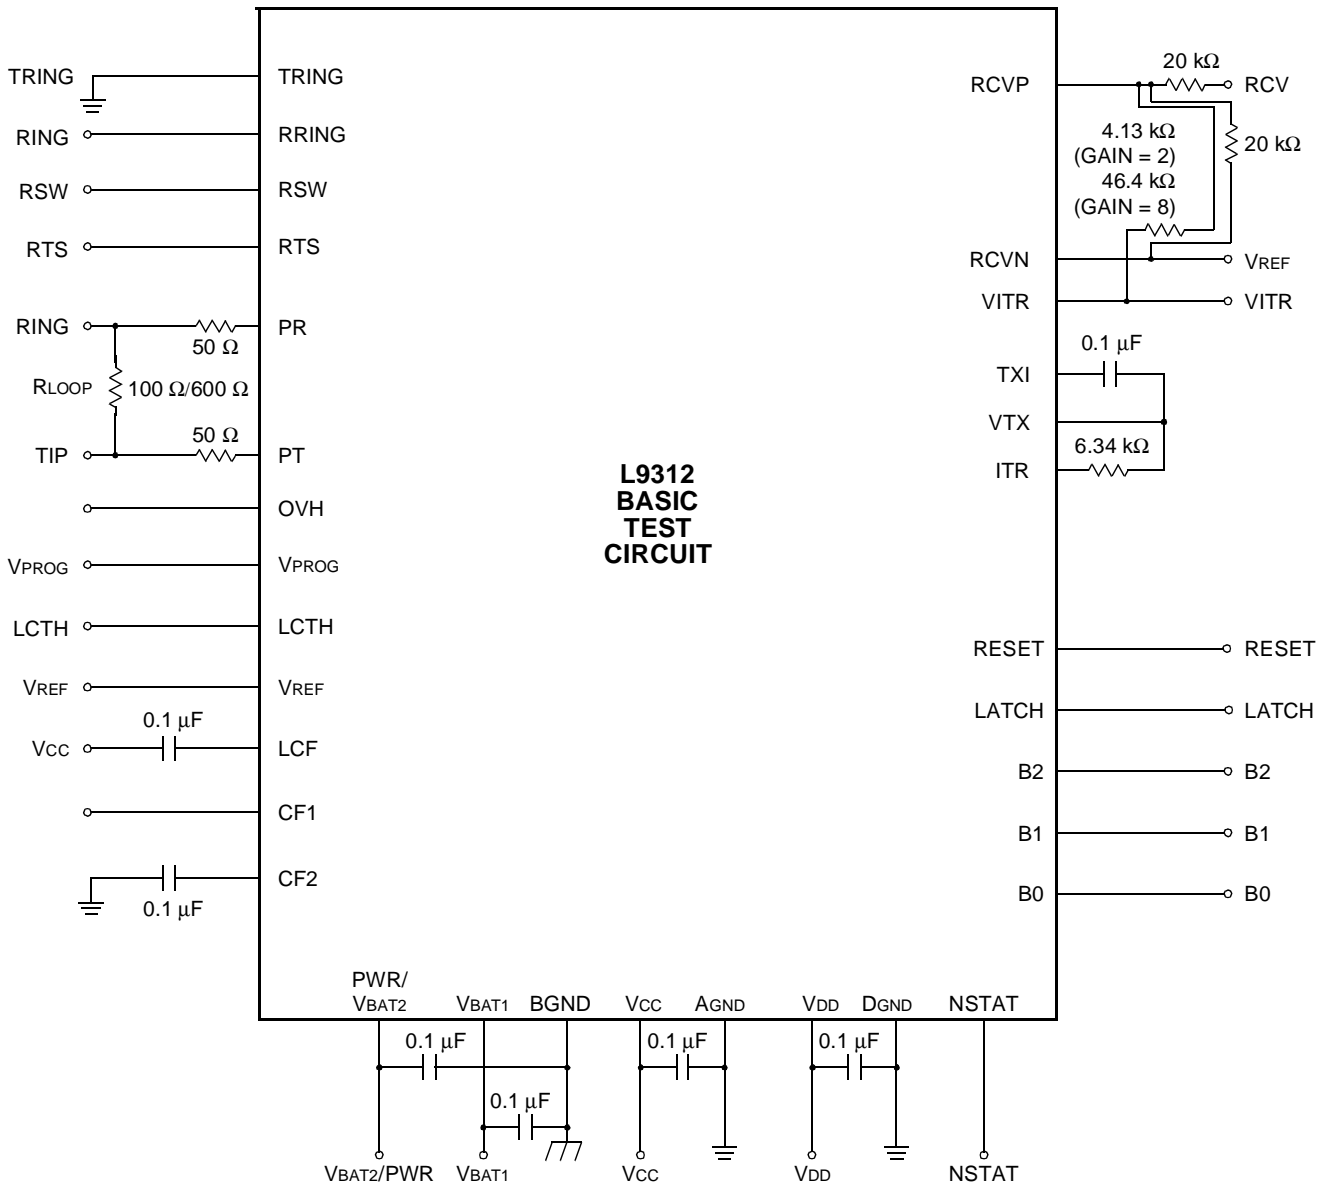 TRING
TRING
RCVP
20 kΩ
RCV
RING
RRING
4.13 kΩ
(GAIN = 2)
46.4 kΩ
(GAIN = 8)
20 kΩ
RSW
RSW
RTS
RTS
RCVN
VREF
VITR
VITR
RING
50 Ω
PR
RLOOP
100 Ω/600 Ω
TIP
50 Ω
PT
0.1 μF
TXI
VTX
6.34 kΩ
ITR
OVH
L9312
BASIC
TEST
CIRCUIT
VPROG
VPROG
LCTH
LCTH
RESET
RESET
VREF
VREF
LATCH
LATCH
0.1 μF
VCC
LCF
B2
B2
CF1
B1
B1
CF2
0.1 μF
B0
B0
PWR/
VBAT2
VBAT1
BGND
VCC
AGND
VDD
DGND
NSTAT
0.1 μF
0.1 μF
0.1 μF
0.1 μF
VBAT2/PWR
VBAT1
VCC
VDD
NSTAT